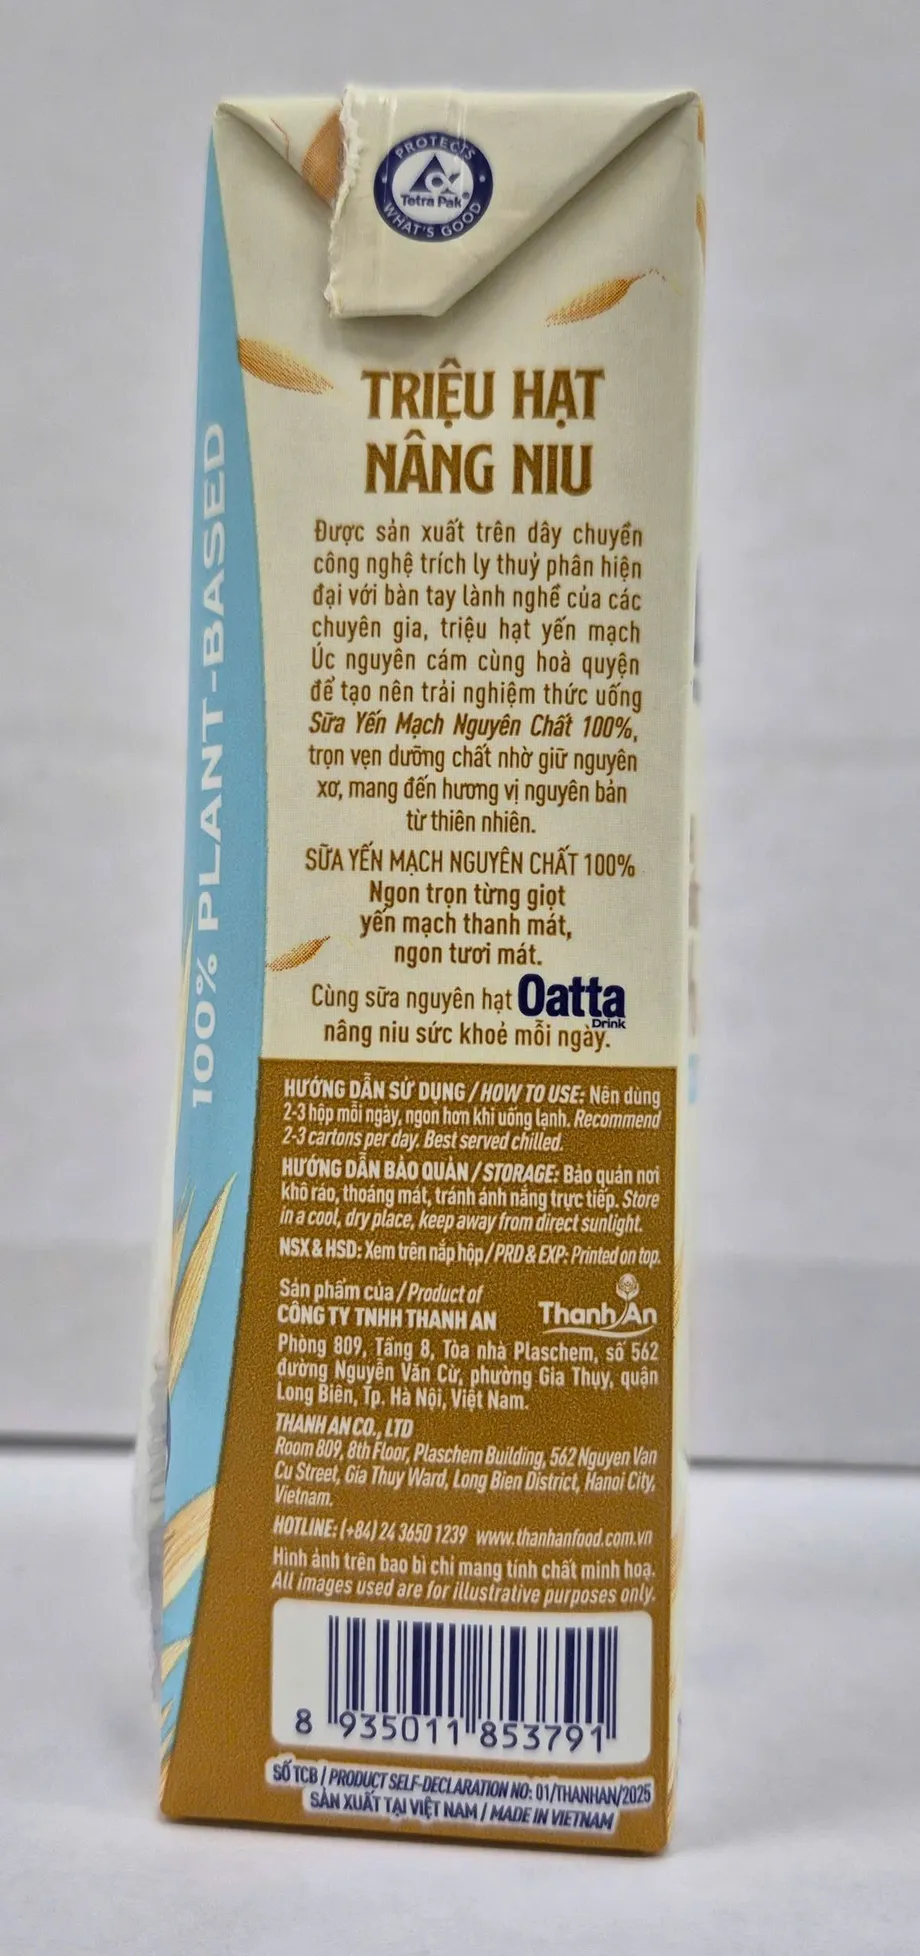 PROTECTS
Tetra Pak®
WHAT'S GOOD
100% PLANT-BASED
TRIỆU HẠT
NÂNG NIU
Được sản xuất trên dây chuyền
công nghệ trích ly thuỷ phân hiện
đại với bàn tay lành nghề của các
chuyên gia, triệu hạt yến mạch
Úc nguyên cám cùng hoà quyện
để tạo nên trải nghiệm thức uống
Sữa Yến Mạch Nguyên Chất 100%,
trọn vẹn dưỡng chất nhờ giữ nguyên
xơ, mang đến hương vị nguyên bản
từ thiên nhiên.
SỮA YẾN MẠCH NGUYÊN CHẤT 100%
Ngon trọn từng giọt
yến mạch thanh mát,
ngon tươi mát.
Cùng sữa nguyên hạt Oatta
Drink
nâng niu sức khoẻ mỗi ngày.
HƯỚNG DẪN SỬ DỤNG / HOW TO USE: Nên dùng
2-3 hộp mỗi ngày, ngon hơn khi uống lạnh. Recommend
2-3 cartons per day. Best served chilled.
HƯỚNG DẪN BẢO QUẢN / STORAGE: Bảo quản nơi
khô ráo, thoáng mát, tránh ánh nắng trực tiếp. Store
in a cool, dry place, keep away from direct sunlight.
NSX & HSD: Xem trên nắp hộp / PRD & EXP: Printed on top.
Sản phẩm của / Product of
CÔNG TY TNHH THANH AN
Thanh An
Phòng 809, Tầng 8, Tòa nhà Plaschem, số 562
đường Nguyễn Văn Cừ, phường Gia Thụy, quận
Long Biên, Tp. Hà Nội, Việt Nam.
THANH AN CO., LTD
Room 809, 8th Floor, Plaschem Building, 562 Nguyen Van
Cu Street, Gia Thuy Ward, Long Bien District, Hanoi City,
Vietnam.
HOTLINE: (+84) 24 3650 1239 www.thanhanfood.com.vn
Hình ảnh trên bao bì chỉ mang tính chất minh hoạ.
All images used are for illustrative purposes only.
8 935011 853791
SỐ TCB / PRODUCT SELF-DECLARATION NO: 01/THANHAN/2025
SẢN XUẤT TẠI VIỆT NAM / MADE IN VIETNAM